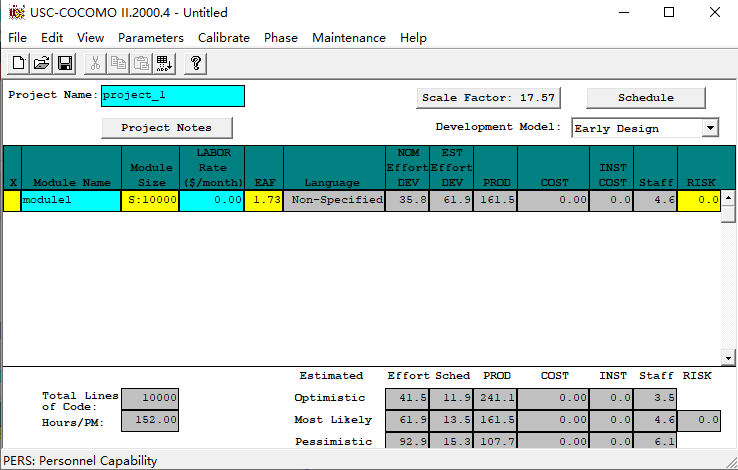 USC-COCOMO II.2000.4 - Untitled
File Edit View Parameters Calibrate Phase Maintenance Help
Project Name: project_1 Scale Factor: 17.57 Schedule
Project Notes Development Model: Early Design
LABOR NOM EST
Module Rate Effort Effort INST
X Module Name Size ($/month) EAF Language DEV DEV PROD COST COST Staff RISK
module1 S:10000 0.00 1.73 Non-Specified 35.8 61.9 161.5 0.00 0.0 4.6 0.0
Estimated Effort Sched PROD COST INST Staff RISK
Total Lines of Code: 10000 Optimistic 41.5 11.9 241.1 0.00 0.0 3.5
Hours/PM: 152.00 Most Likely 61.9 13.5 161.5 0.00 0.0 4.6 0.0
Pessimistic 92.9 15.3 107.7 0.00 0.0 6.1
PERS: Personnel Capability